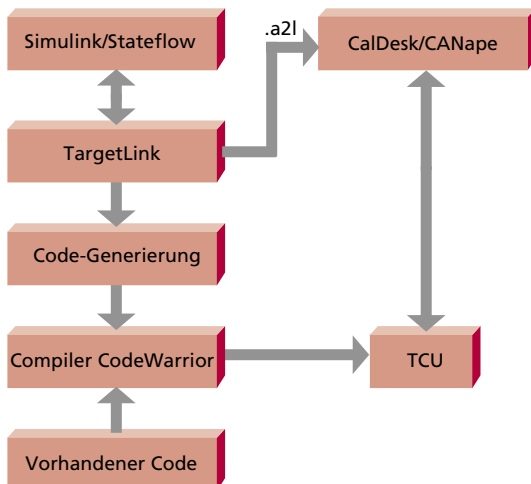 Simulink/Stateflow
.a2l
CalDesk/CANape
TargetLink
Code-Generierung
Compiler CodeWarrior
TCU
Vorhandener Code